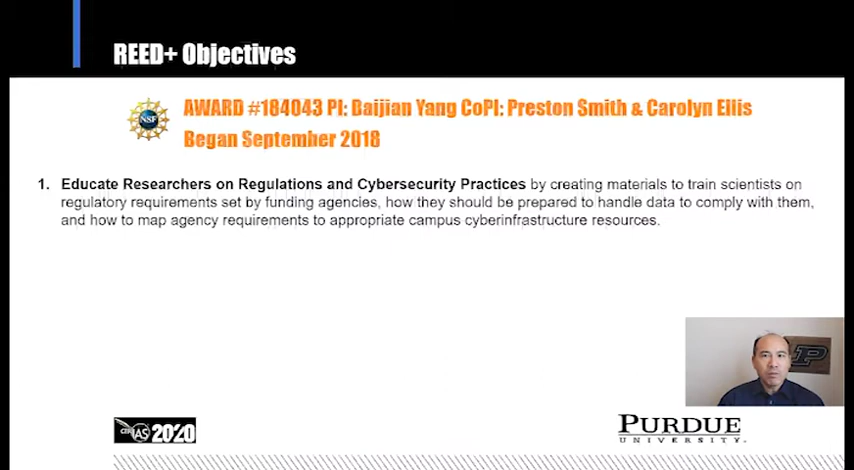 REED+ Objectives
NSF
AWARD #184043 PI: Baijian Yang CoPI: Preston Smith & Carolyn Ellis
Began September 2018
1. Educate Researchers on Regulations and Cybersecurity Practices by creating materials to train scientists on
regulatory requirements set by funding agencies, how they should be prepared to handle data to comply with them,
and how to map agency requirements to appropriate campus cyberinfrastructure resources.
P
CERIAS 2020
PURDUE
UNIVERSITY.